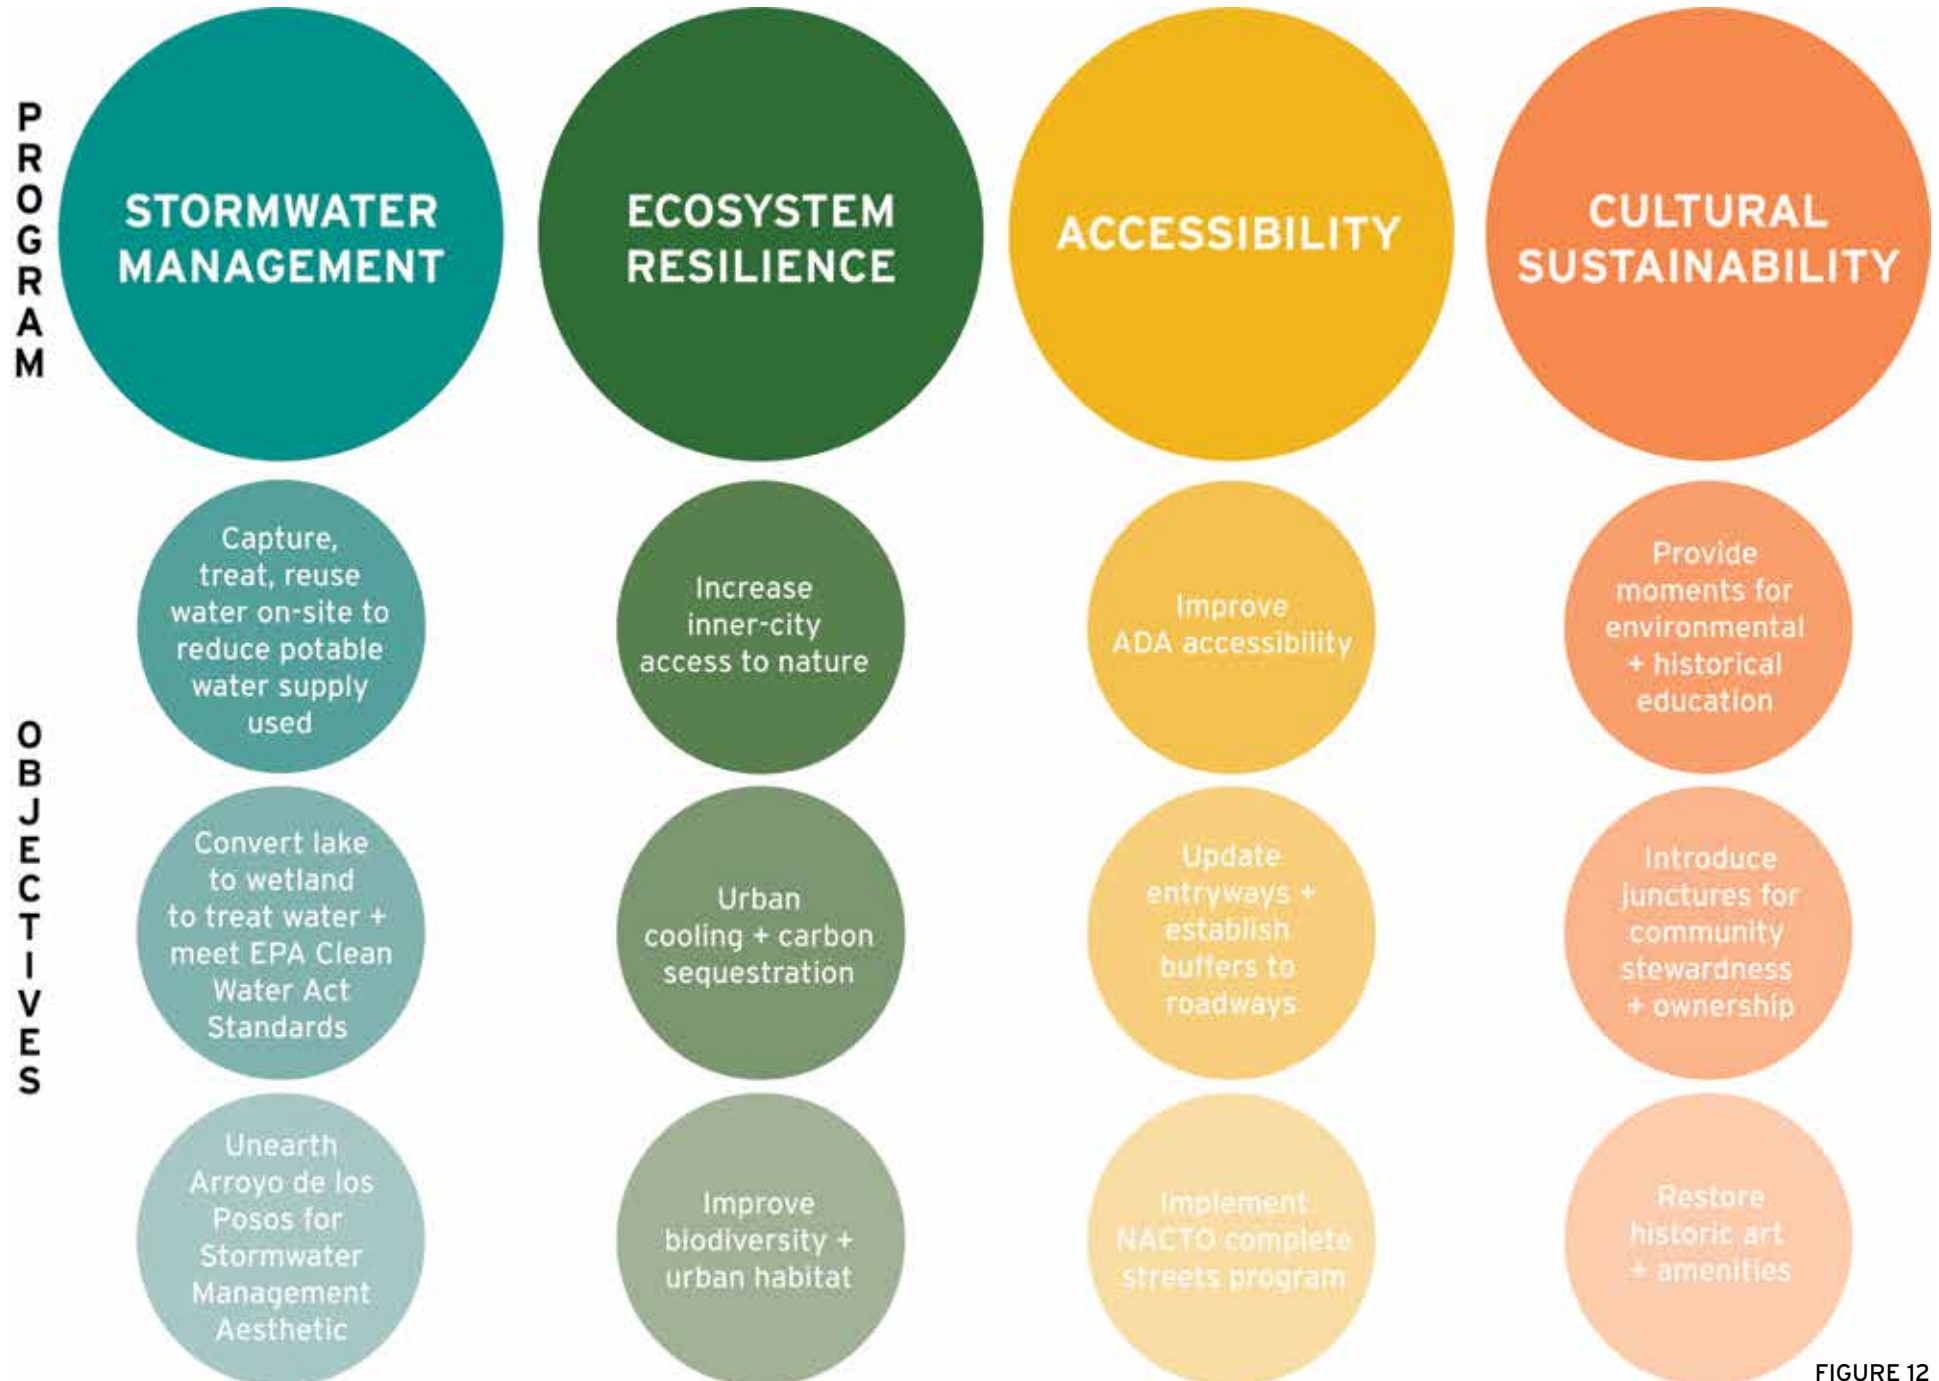 PROGRAM
STORMWATER
MANAGEMENT
ECOSYSTEM
RESILIENCE
ACCESSIBILITY
CULTURAL
SUSTAINABILITY
OBJECTIVES
Capture,
treat, reuse
water on-site to
reduce potable
water supply
used
Increase
inner-city
access to nature
Improve
ADA accessibility
Provide
moments for
environmental
+ historical
education
Convert lake
to wetland
to treat water +
meet EPA Clean
Water Act
Standards
Urban
cooling + carbon
sequestration
Update
entryways +
establish
buffers to
roadways
Introduce
junctures for
community
stewardness
+ ownership
Unearth
Arroyo de los
Posos for
Stormwater
Management
Aesthetic
Improve
biodiversity +
urban habitat
Implement
NACTO complete
streets program
Restore
historic art
+ amenities
FIGURE 12